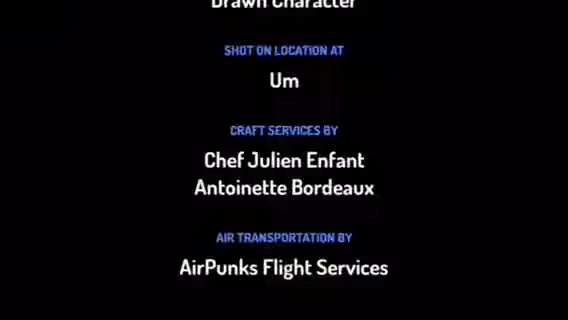 Drawn Character
SHOT ON LOCATION AT
Um
CRAFT SERVICES BY
Chef Julien Enfant
Antoinette Bordeaux
AIR TRANSPORTATION BY
AirPunks Flight Services